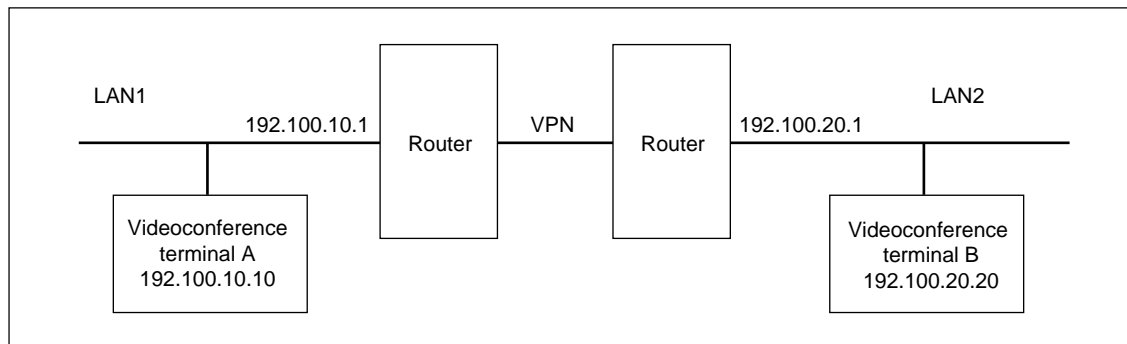 LAN1
LAN2
192.100.10.1
Router
VPN
Router
192.100.20.1
Videoconference
terminal A
192.100.10.10
Videoconference
terminal B
192.100.20.20